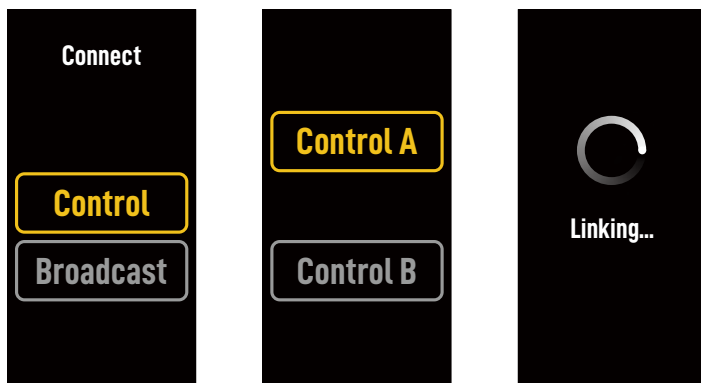 Connect
Control
Broadcast
Control A
Control B
Linking...